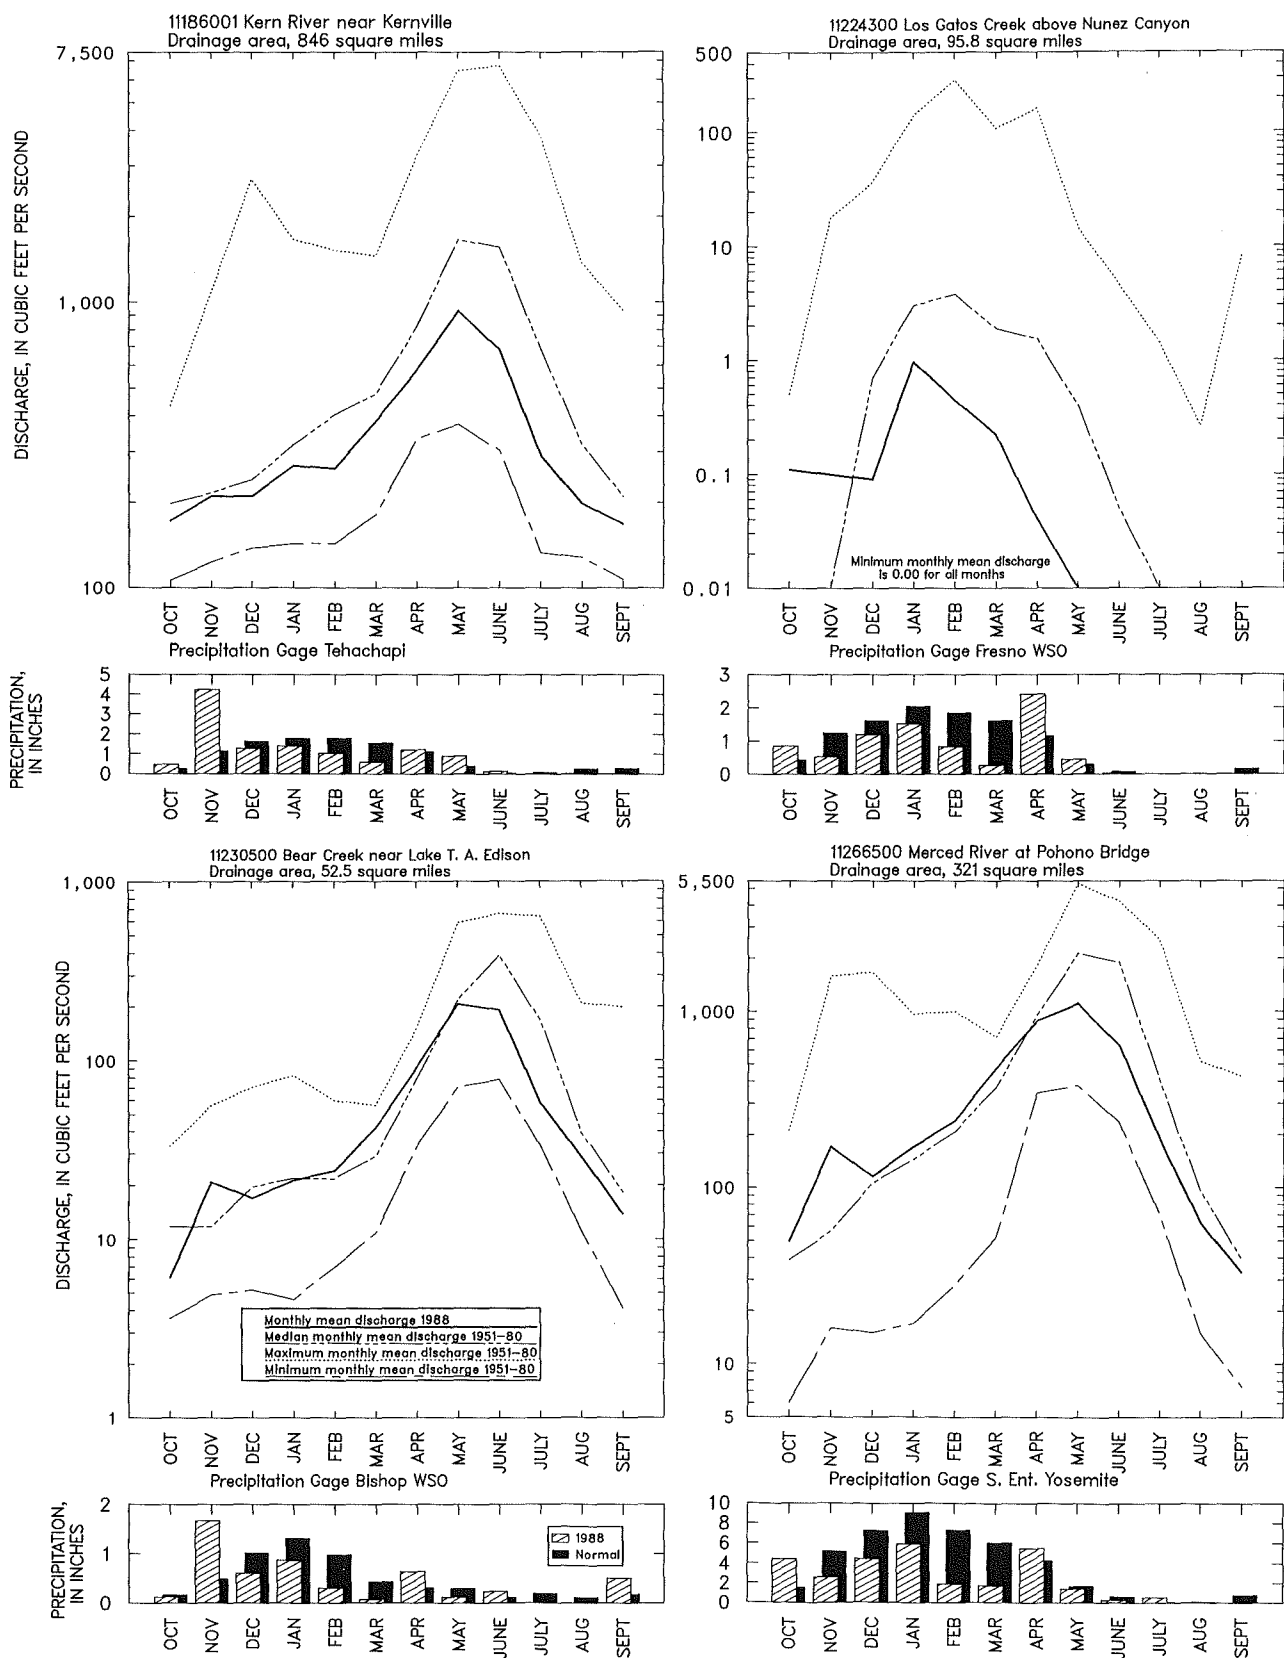 11186001 Kern River near Kernville
Drainage area, 846 square miles
7,500
1,000
100
DISCHARGE, IN CUBIC FEET PER SECOND
OCT NOV DEC JAN FEB MAR APR MAY JUNE JULY AUG SEPT
Precipitation Gage Tehachapi
5
4
3
2
1
0
PRECIPITATION,
IN INCHES
OCT NOV DEC JAN FEB MAR APR MAY JUNE JULY AUG SEPT
11224300 Los Gatos Creek above Nunez Canyon
Drainage area, 95.8 square miles
500
100
10
1
0.1
0.01
Minimum monthly mean discharge
is 0.00 for all months
OCT NOV DEC JAN FEB MAR APR MAY JUNE JULY AUG SEPT
Precipitation Gage Fresno WSO
3
2
1
0
OCT NOV DEC JAN FEB MAR APR MAY JUNE JULY AUG SEPT
11230500 Bear Creek near Lake T. A. Edison
Drainage area, 52.5 square miles
1,000
100
10
1
DISCHARGE, IN CUBIC FEET PER SECOND
Monthly mean discharge 1988
Median monthly mean discharge 1951-80
Maximum monthly mean discharge 1951-80
Minimum monthly mean discharge 1951-80
OCT NOV DEC JAN FEB MAR APR MAY JUNE JULY AUG SEPT
Precipitation Gage Bishop WSO
2
1
0
PRECIPITATION,
IN INCHES
1988
Normal
OCT NOV DEC JAN FEB MAR APR MAY JUNE JULY AUG SEPT
11266500 Merced River at Pohono Bridge
Drainage area, 321 square miles
5,500
1,000
100
10
5
OCT NOV DEC JAN FEB MAR APR MAY JUNE JULY AUG SEPT
Precipitation Gage S. Ent. Yosemite
10
8
6
4
2
0
OCT NOV DEC JAN FEB MAR APR MAY JUNE JULY AUG SEPT